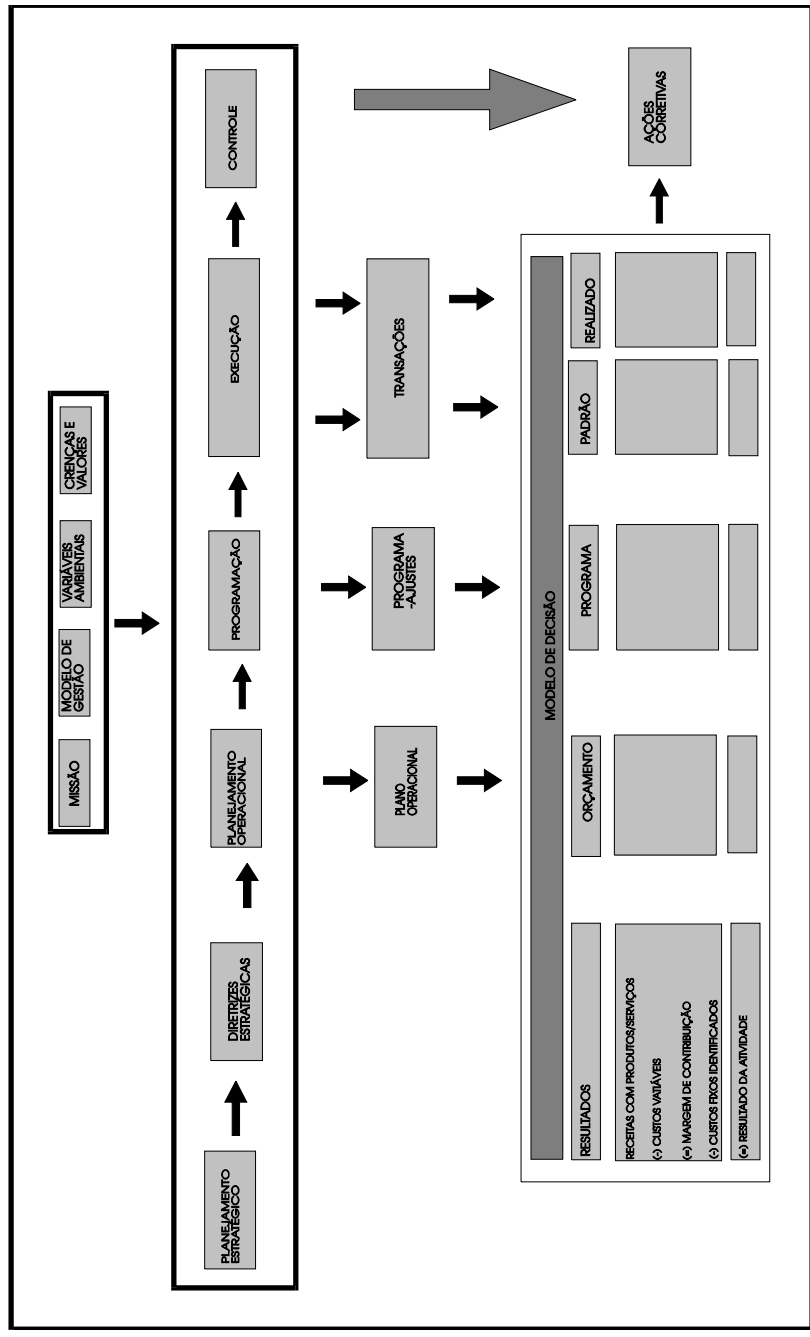 MISSÃO
MODELO DE
GESTÃO
VARIÁVEIS
AMBIENTAIS
CRENÇAS E
VALORES
PLANEJAMENTO
ESTRATÉGICO
DIRETRIZES
ESTRATÉGICAS
PLANEJAMENTO
OPERACIONAL
PROGRAMAÇÃO
EXECUÇÃO
CONTROLE
PLANO
OPERACIONAL
PROGRAMA
-AJUSTES
TRANSAÇÕES
MODELO DE DECISÃO
RESULTADOS
ORÇAMENTO
PROGRAMA
PADRÃO
REALIZADO
RECEITAS COM PRODUTOS/SERVIÇOS
(-) CUSTOS VATIÁVEIS
(=) MARGEM DE CONTRIBUIÇÃO
(-) CUSTOS FIXOS IDENTIFICADOS
(=) RESULTADO DA ATIVIDADE
AÇÕES
CORRETIVAS